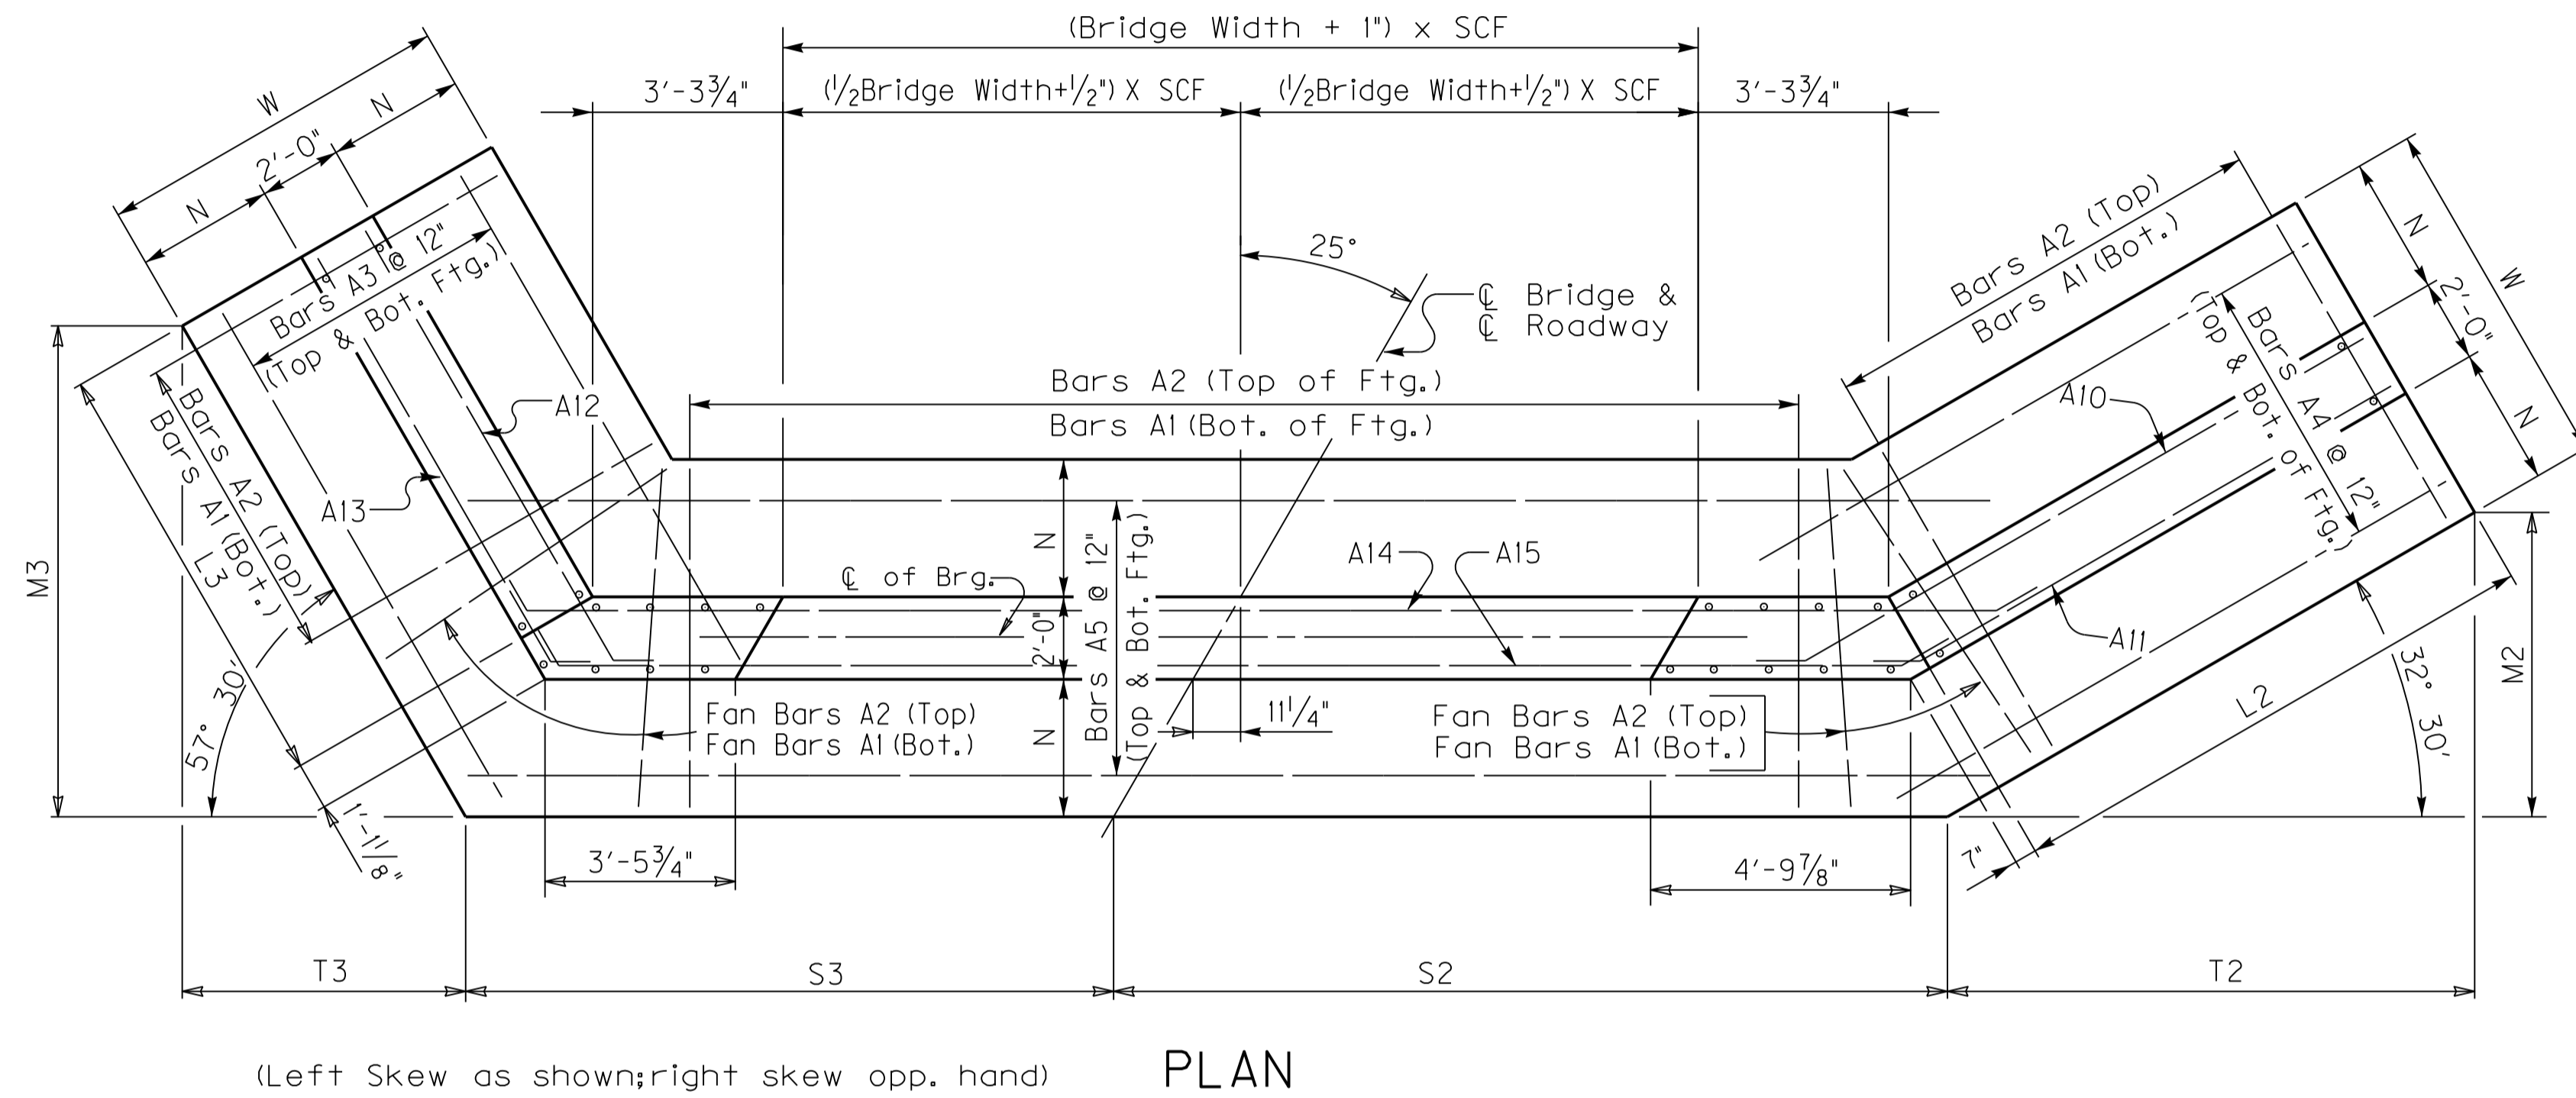 (Bridge Width + 1") x SCF
3'-3¾"
(½Bridge Width+½") X SCF
(½Bridge Width+½") X SCF
3'-3¾"
W
N
2'-0"
N
25°
℄ Bridge &
℄ Roadway
Bars A3 @ 12"
(Top & Bot. Ftg.)
Bars A2 (Top)
Bars A1 (Bot.)
L3
A12
A13
Bars A2 (Top of Ftg.)
Bars A1 (Bot. of Ftg.)
Bars A2 (Top)
Bars A1 (Bot.)
N
2'-0"
N
W
Bars A4 @ 12"
(Top & Bot. of Ftg.)
A10
A11
M3
N
2'-0"
N
Bars A5 @ 12"
(Top & Bot. Ftg.)
℄ of Brg.
A14
A15
57° 30'
1'-1⅛"
Fan Bars A2 (Top)
Fan Bars A1 (Bot.)
11¼"
Fan Bars A2 (Top)
Fan Bars A1 (Bot.)
32° 30'
M2
L2
7"
3'-5¾"
4'-9⅞"
T3
S3
S2
T2
(Left Skew as shown; right skew opp. hand)
PLAN